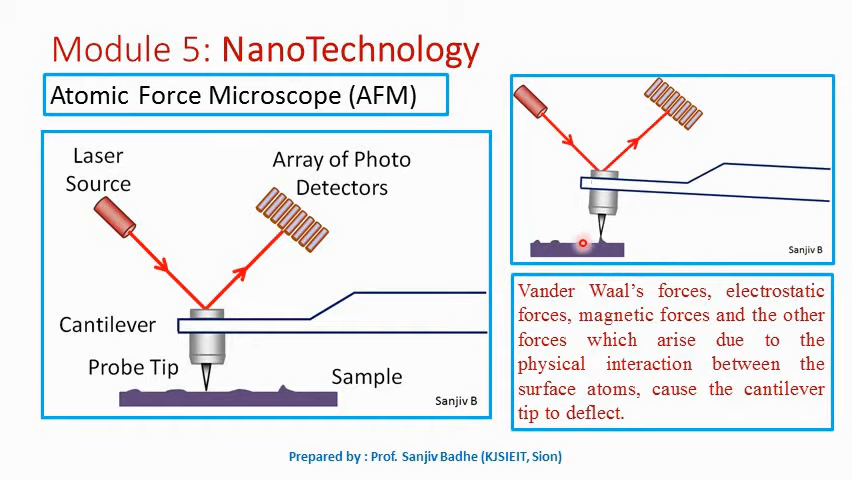 Module 5: NanoTechnology
Atomic Force Microscope (AFM)
Laser
Source
Array of Photo
Detectors
Cantilever
Probe Tip
Sample
Sanjiv B
Sanjiv B
Vander Waal's forces, electrostatic
forces, magnetic forces and the other
forces which arise due to the
physical interaction between the
surface atoms, cause the cantilever
tip to deflect.
Prepared by : Prof. Sanjiv Badhe (KJSIEIT, Sion)